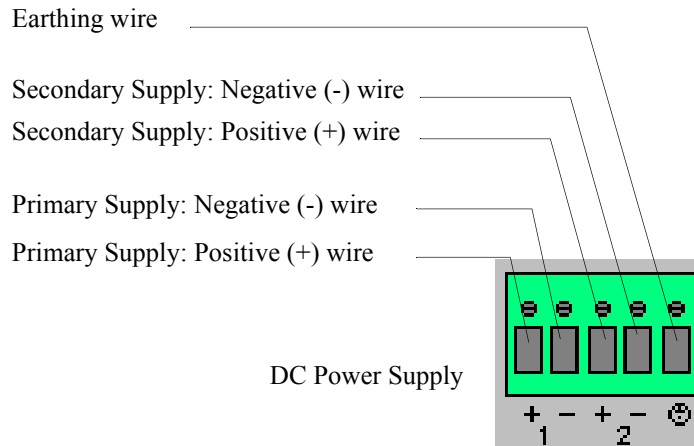 Earthing wire
Secondary Supply: Negative (-) wire
Secondary Supply: Positive (+) wire
Primary Supply: Negative (-) wire
Primary Supply: Positive (+) wire
DC Power Supply
+ − + −
1 2